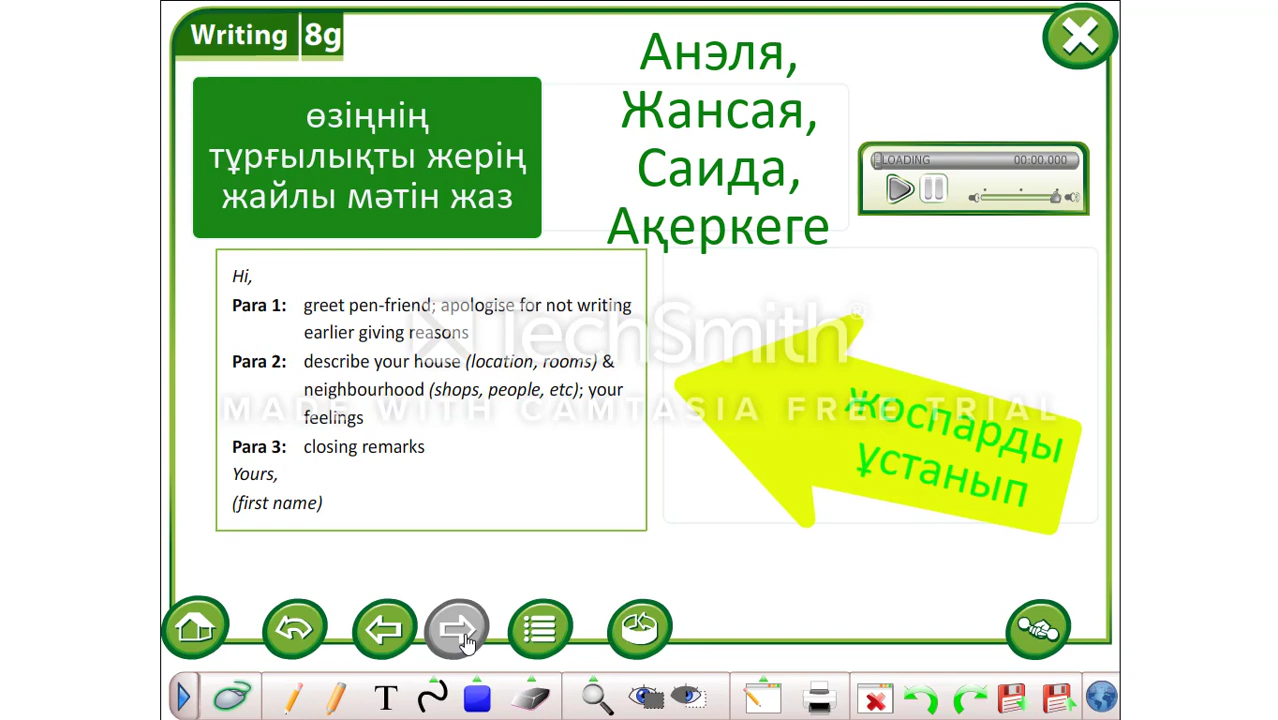 Writing 8g
өзіңнің
тұрғылықты жерің
жайлы мәтін жаз
Анэля,
Жансая,
Саида,
Ақеркеге
LOADING 00:00.000
Hi,
Para 1: greet pen-friend; apologise for not writing
earlier giving reasons
Para 2: describe your house (location, rooms) &
neighbourhood (shops, people, etc); your
feelings
Para 3: closing remarks
Yours,
(first name)
TechSmith®
MADE WITH CAMTASIA FREE TRIAL
жоспарды
ұстанып
T